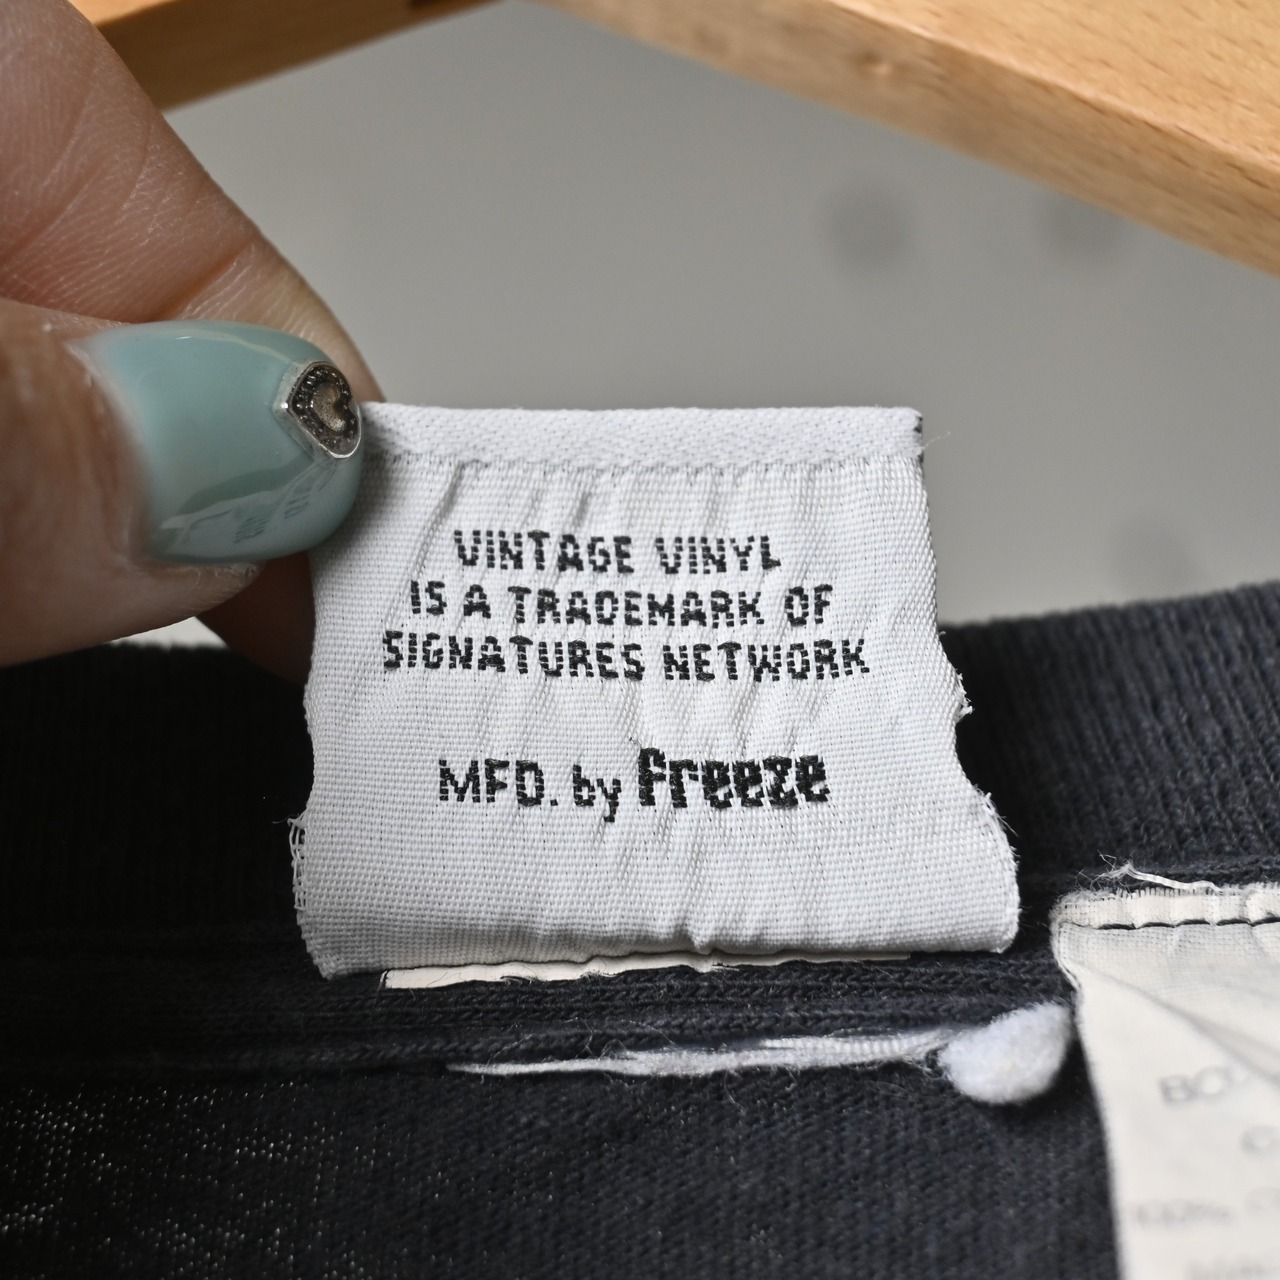 VINTAGE VINYL
IS A TRADEMARK OF
SIGNATURES NETWORK
MFD. by freeze